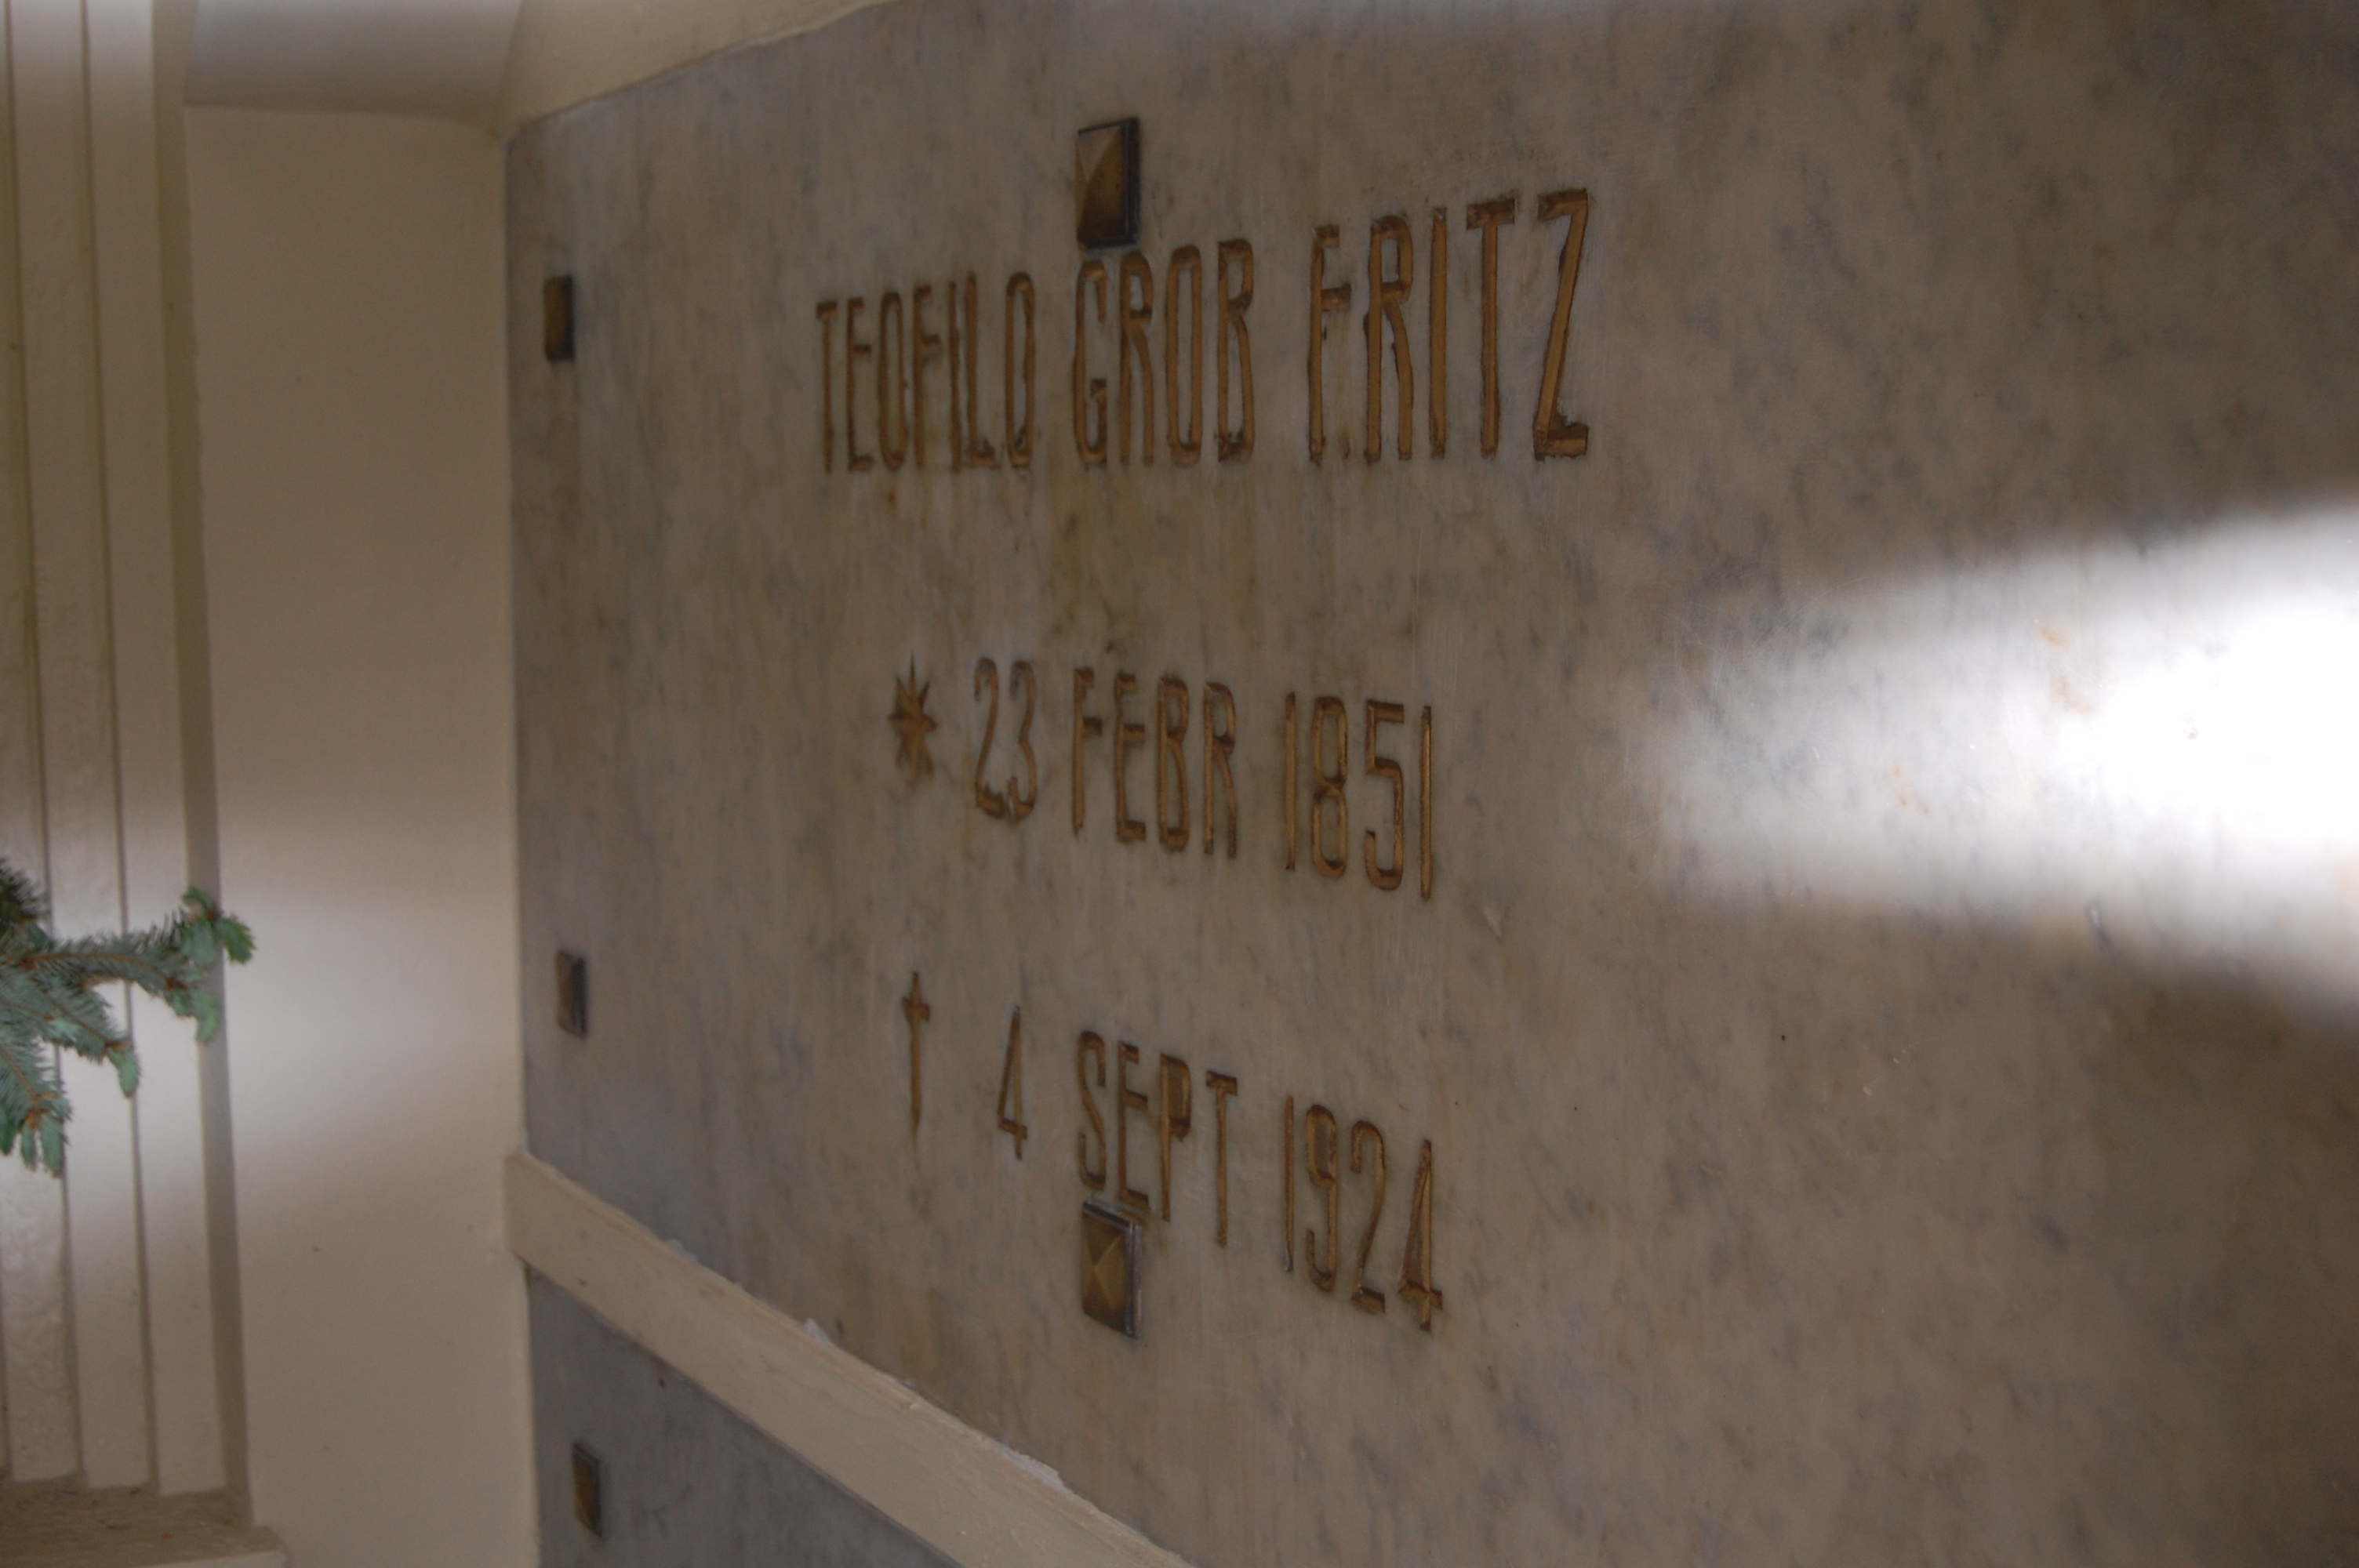 TEOFILO GROB FRITZ
* 23 FEBR 1851
† 4 SEPT 1924